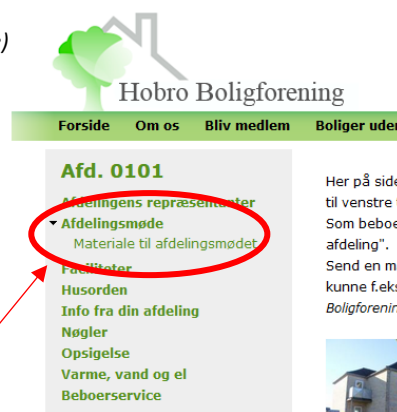 Hobro Boligforening
Forside Om os Bliv medlem Boliger uden
Afd. 0101
Afdelingens repræsentanter
Afdelingsmøde
Materiale til afdelingsmødet
Faciliteter
Husorden
Info fra din afdeling
Nøgler
Opsigelse
Varme, vand og el
Beboerservice
Her på side
til venstre
Som beboe
afdeling".
Send en ma
kunne f.eks
Boligforenin